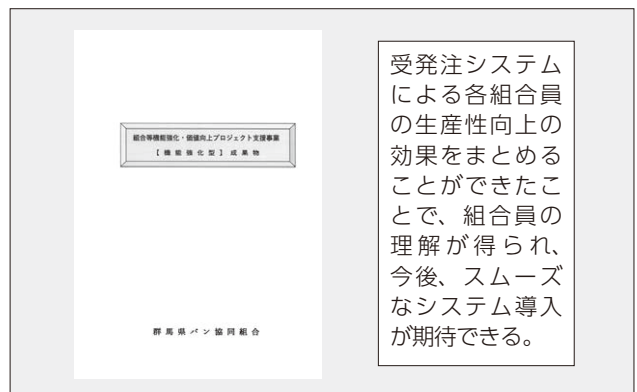 組合等機能強化・価値向上プロジェクト支援事業
【機能強化型】成果物
群馬県パン協同組合
受発注システム
による各組合員
の生産性向上の
効果をまとめる
ことができたこ
とで、組合員の
理解が得られ、
今後、スムーズ
なシステム導入
が期待できる。